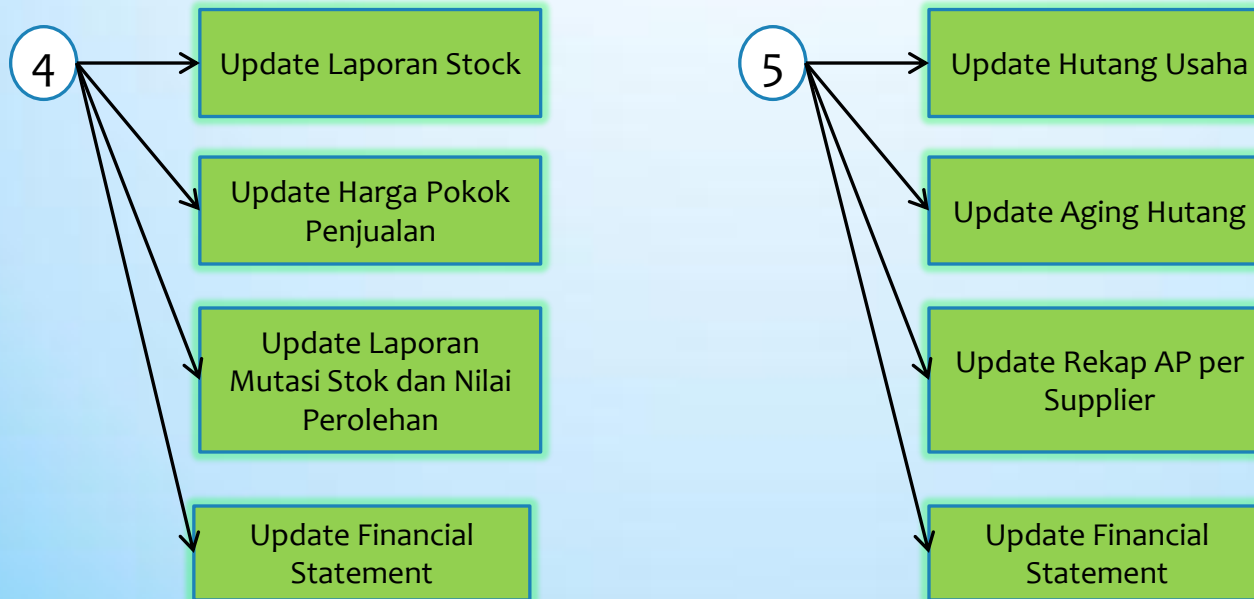 4
Update Laporan Stock
Update Harga Pokok
Penjualan
Update Laporan
Mutasi Stok dan Nilai
Perolehan
Update Financial
Statement
5
Update Hutang Usaha
Update Aging Hutang
Update Rekap AP per
Supplier
Update Financial
Statement